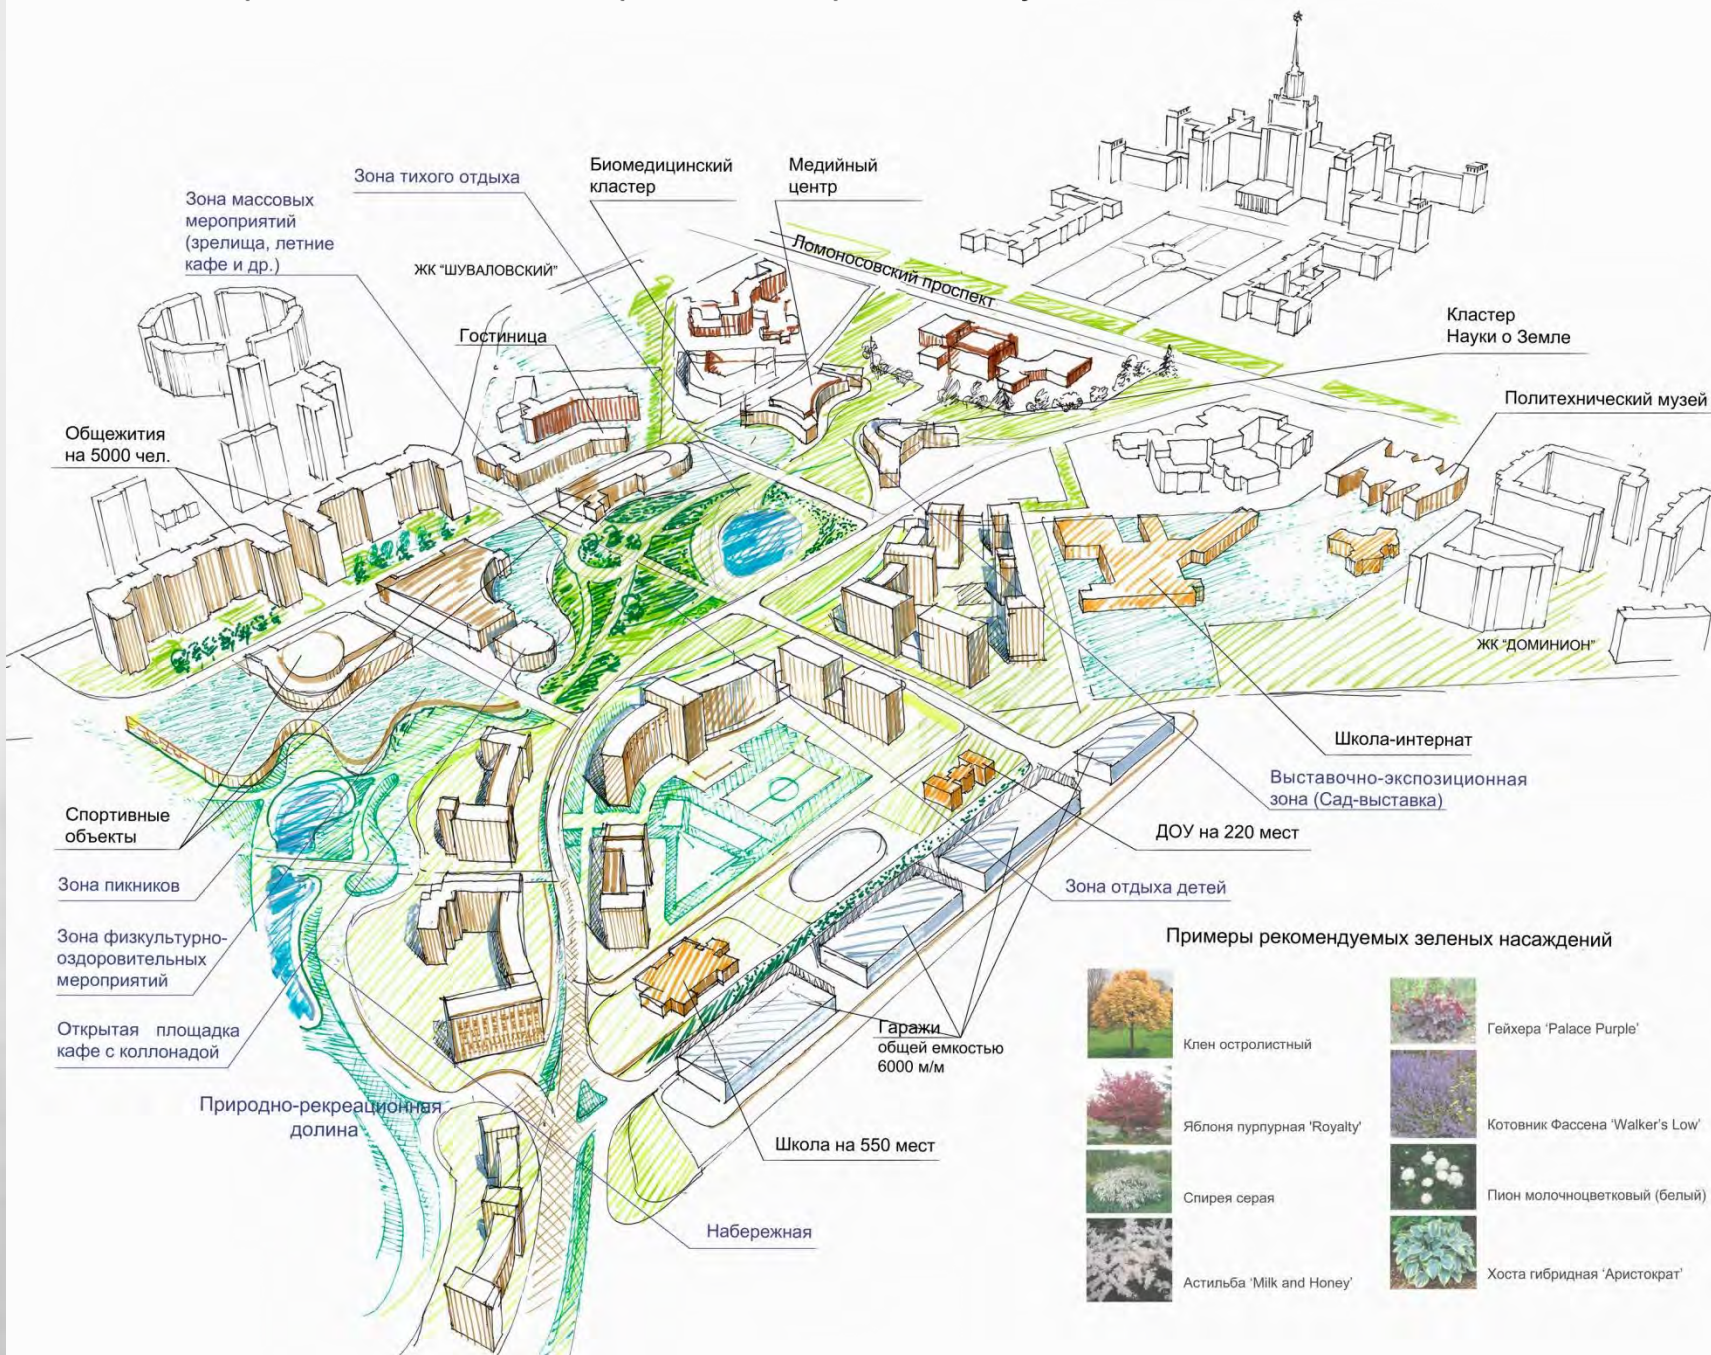 Биомедицинский
кластер
Медийный
центр
Зона тихого отдыха
Зона массовых
мероприятий
(зрелища, летние
кафе и др.)
ЖК "ШУВАЛОВСКИЙ"
Ломоносовский проспект
Гостиница
Кластер
Науки о Земле
Политехнический музей
Общежития
на 5000 чел.
ЖК "ДОМИНИОН"
Школа-интернат
Выставочно-экспозиционная
зона (Сад-выставка)
Спортивные
объекты
ДОУ на 220 мест
Зона пикников
Зона отдыха детей
Зона физкультурно-
оздоровительных
мероприятий
Открытая площадка
кафе с коллонадой
Гаражи
общей емкостью
6000 м/м
Природно-рекреационная
долина
Школа на 550 мест
Набережная
Примеры рекомендуемых зеленых насаждений
Клен остролистный
Яблоня пурпурная 'Royalty'
Спирея серая
Астильба 'Milk and Honey'
Гейхера 'Palace Purple'
Котовник Фассена 'Walker's Low'
Пион молочноцветковый (белый)
Хоста гибридная 'Аристократ'